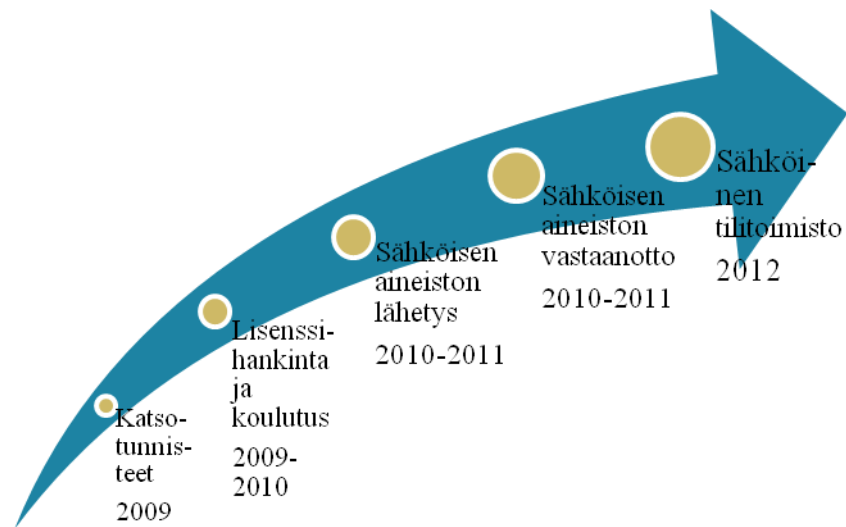 Katso-
tunnis-
teet
2009
Lisenssi-
hankinta
ja
koulutus
2009-
2010
Sähköisen
aineiston
lähetys
2010-2011
Sähköisen
aineiston
vastaanotto
2010-2011
Sähköi-
nen
tilitoimisto
2012